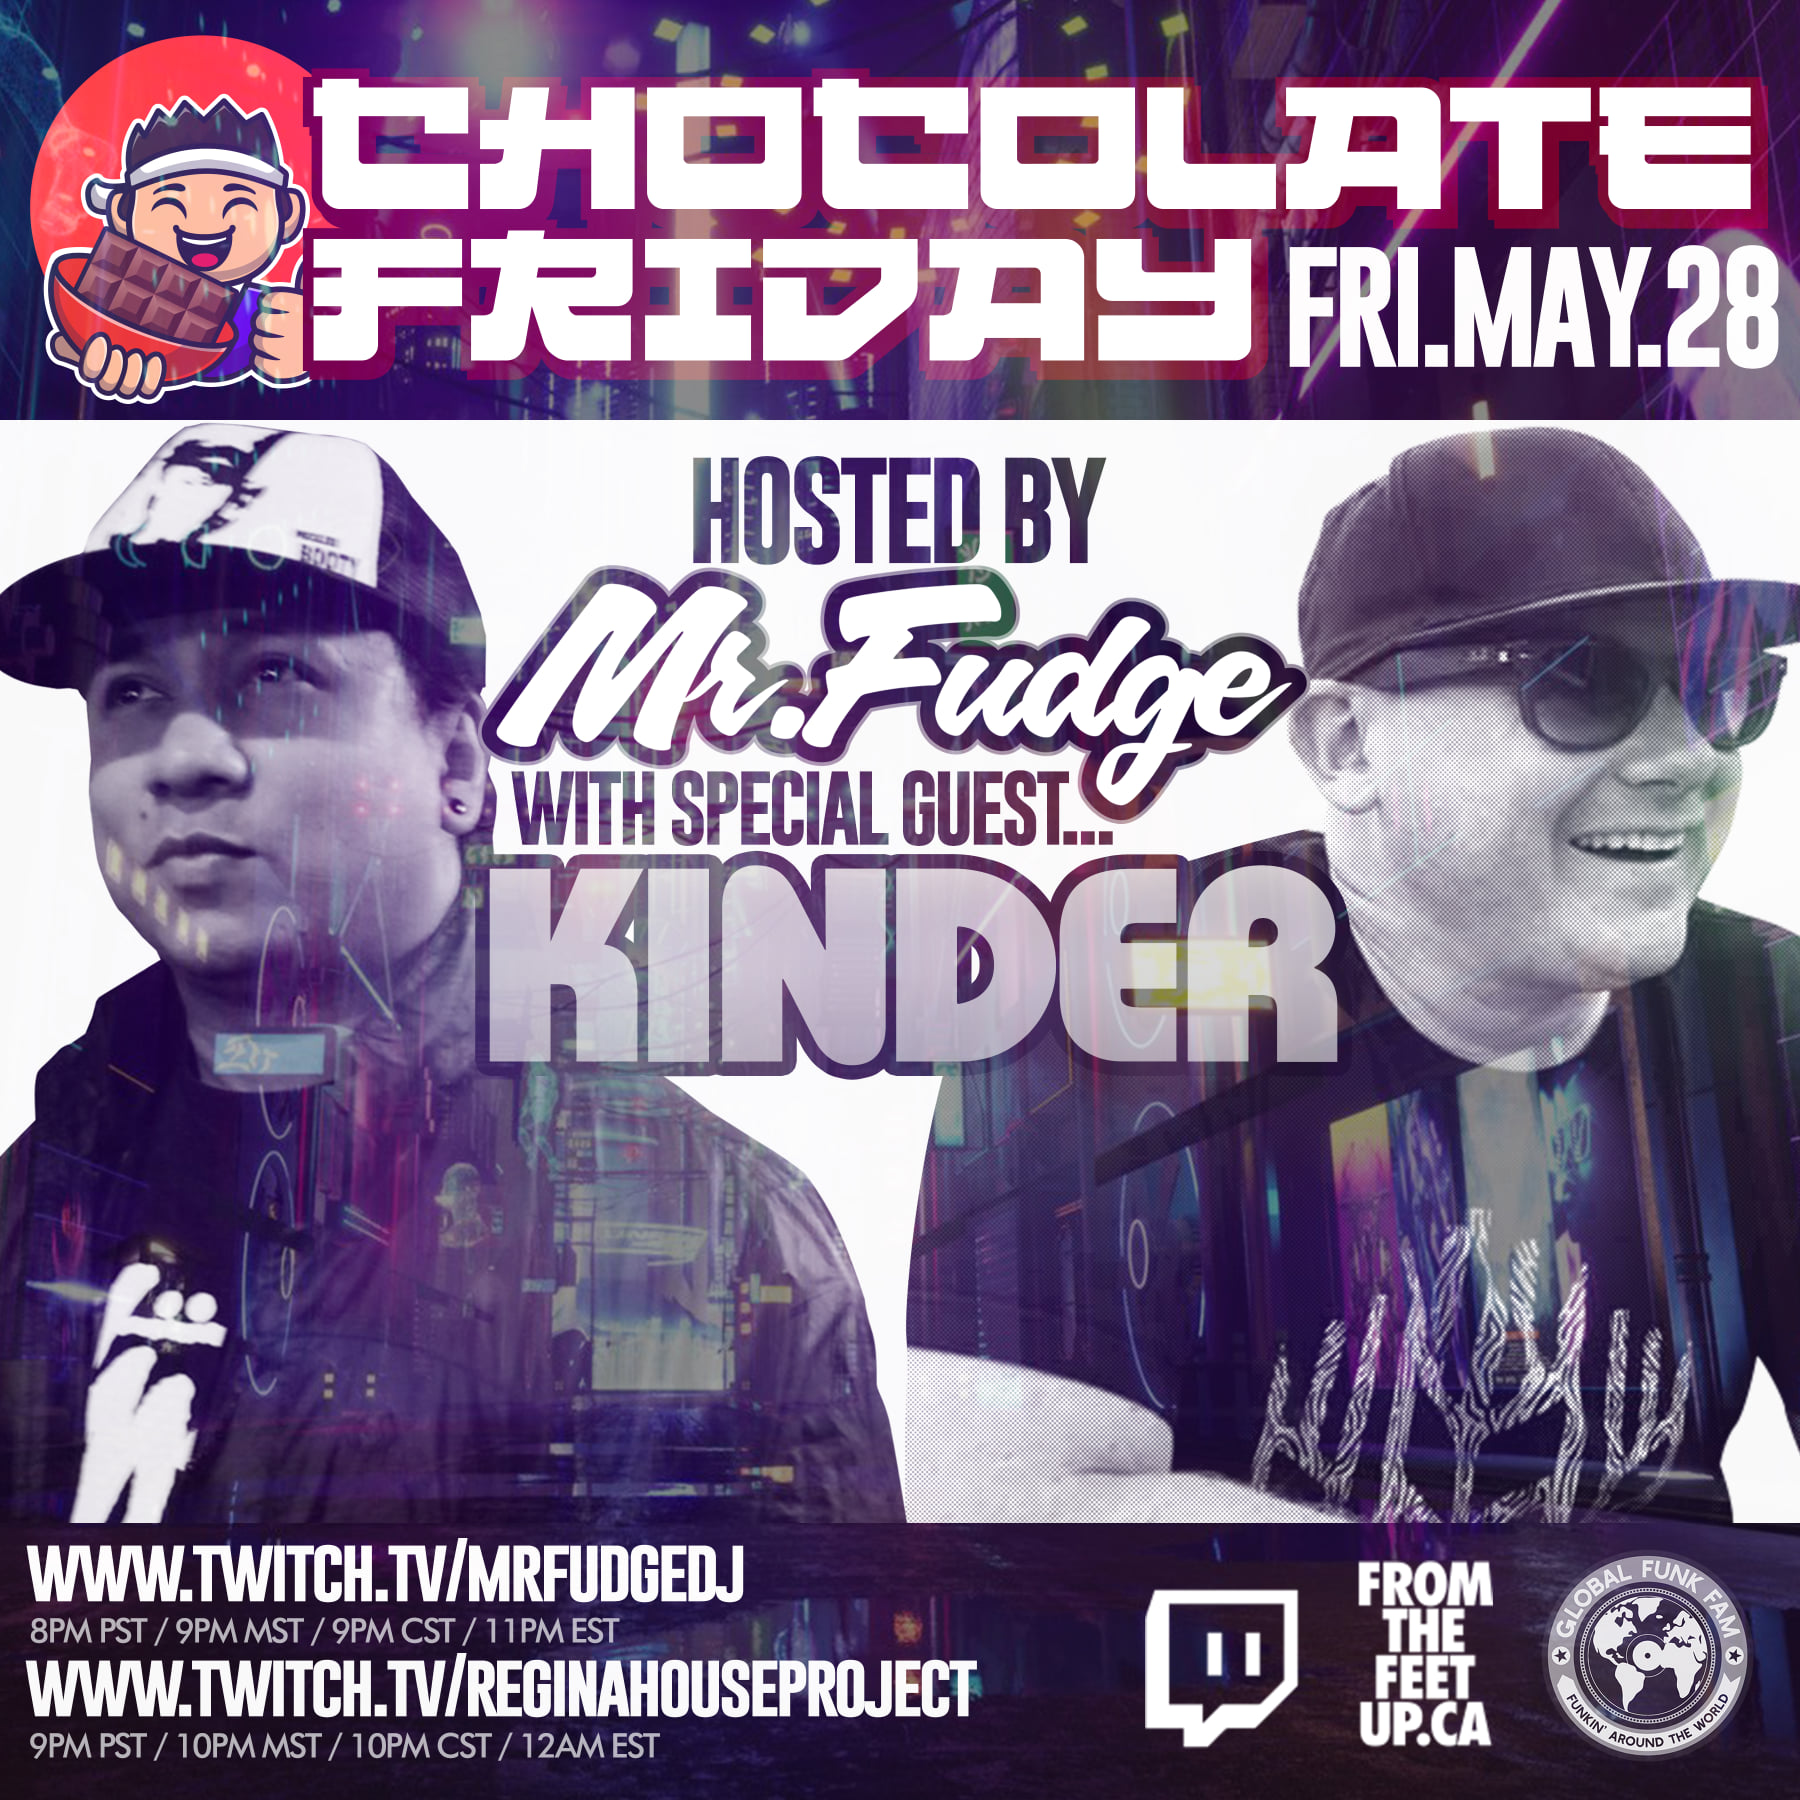 CHOCOLATE
FRIDAY FRI.MAY.28
BOOTY
HOSTED BY
Mr.Fudge
WITH SPECIAL GUEST...
KINDER
WWW.TWITCH.TV/MRFUDGEDJ
8PM PST / 9PM MST / 9PM CST / 11PM EST
WWW.TWITCH.TV/REGINAHOUSEPROJECT
9PM PST / 10PM MST / 10PM CST / 12AM EST
FROM
THE
FEET
UP.CA
GLOBAL FUNK FAM
FUNKIN' AROUND THE WORLD